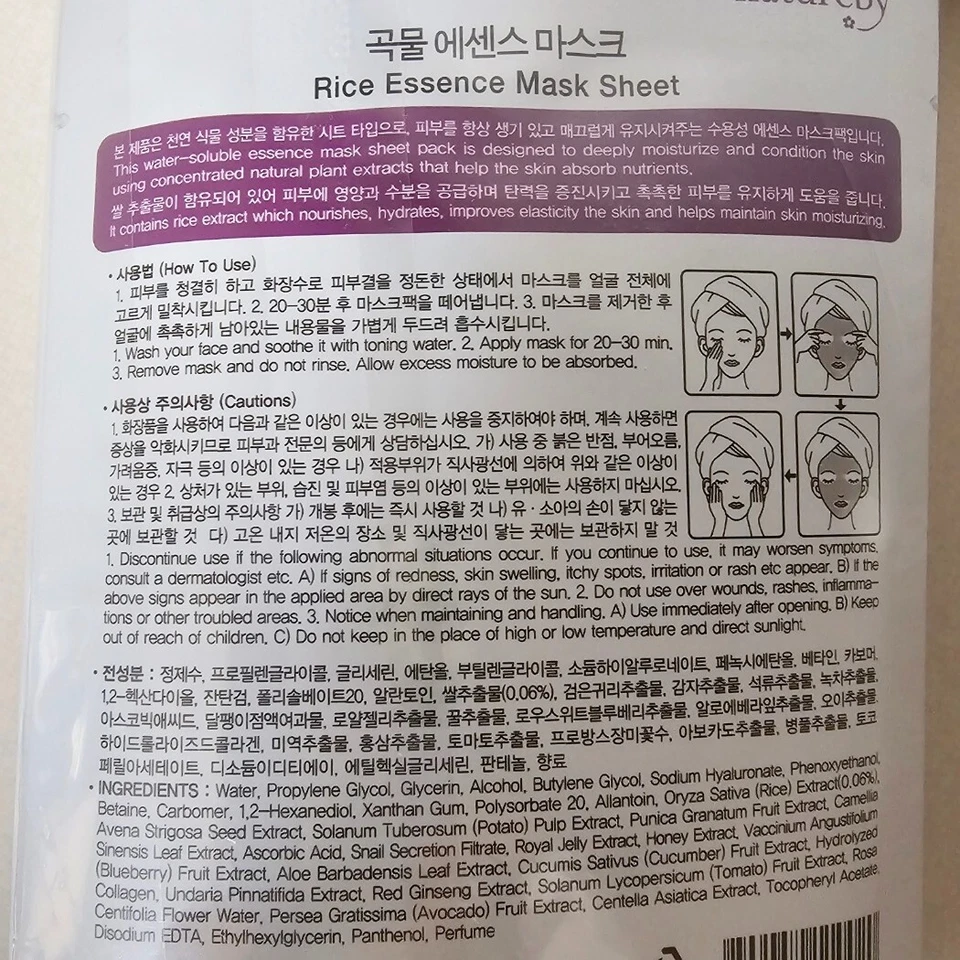 natureby
곡물 에센스 마스크
Rice Essence Mask Sheet
본 제품은 천연 식물 성분을 함유한 시트 타입으로, 피부를 항상 생기 있고 매끄럽게 유지시켜주는 수용성 에센스 마스크팩입니다.
This water-soluble essence mask sheet pack is designed to deeply moisturize and condition the skin
using concentrated natural plant extracts that help the skin absorb nutrients.
쌀 추출물이 함유되어 있어 피부에 영양과 수분을 공급하며 탄력을 증진시키고 촉촉한 피부를 유지하게 도움을 줍니다.
It contains rice extract which nourishes, hydrates, improves elasticity the skin and helps maintain skin moisturizing.
• 사용법 (How To Use)
1. 피부를 청결히 하고 화장수로 피부결을 정돈한 상태에서 마스크를 얼굴 전체에
고르게 밀착시킵니다. 2. 20-30분 후 마스크팩을 떼어냅니다. 3. 마스크를 제거한 후
얼굴에 촉촉하게 남아있는 내용물을 가볍게 두드려 흡수시킵니다.
1. Wash your face and soothe it with toning water. 2. Apply mask for 20-30 min.
3. Remove mask and do not rinse. Allow excess moisture to be absorbed.
• 사용상 주의사항 (Cautions)
1. 화장품을 사용하여 다음과 같은 이상이 있는 경우에는 사용을 중지하여야 하며, 계속 사용하면
증상을 악화시키므로 피부과 전문의 등에게 상담하십시오. 가) 사용 중 붉은 반점, 부어오름,
가려움증, 자극 등의 이상이 있는 경우 나) 적용부위가 직사광선에 의하여 위와 같은 이상이
있는 경우 2. 상처가 있는 부위, 습진 및 피부염 등의 이상이 있는 부위에는 사용하지 마십시오.
3. 보관 및 취급상의 주의사항 가) 개봉 후에는 즉시 사용할 것 나) 유·소아의 손이 닿지 않는
곳에 보관할 것 다) 고온 내지 저온의 장소 및 직사광선이 닿는 곳에는 보관하지 말 것
1. Discontinue use if the following abnormal situations occur. If you continue to use, it may worsen symptoms,
consult a dermatologist etc. A) If signs of redness, skin swelling, itchy spots, irritation or rash etc appear. B) If the
above signs appear in the applied area by direct rays of the sun. 2. Do not use over wounds, rashes, inflamma-
tions or other troubled areas. 3. Notice when maintaining and handling. A) Use immediately after opening. B) Keep
out of reach of children. C) Do not keep in the place of high or low temperature and direct sunlight.
• 전성분 : 정제수, 프로필렌글라이콜, 글리세린, 에탄올, 부틸렌글라이콜, 소듐하이알루로네이트, 페녹시에탄올, 베타인, 카보머,
1,2-헥산다이올, 잔탄검, 폴리솔베이트20, 알란토인, 쌀추출물(0.06%), 검은귀리추출물, 감자추출물, 석류추출물, 녹차추출물,
아스코빅애씨드, 달팽이점액여과물, 로얄젤리추출물, 꿀추출물, 로우스위트블루베리추출물, 알로에베라잎추출물, 오이추출물,
하이드롤라이즈드콜라겐, 미역추출물, 홍삼추출물, 토마토추출물, 프로방스장미꽃수, 아보카도추출물, 병풀추출물, 토코
페릴아세테이트, 디소듐이디티에이, 에틸헥실글리세린, 판테놀, 향료
• INGREDIENTS : Water, Propylene Glycol, Glycerin, Alcohol, Butylene Glycol, Sodium Hyaluronate, Phenoxyethanol,
Betaine, Carbomer, 1,2-Hexanediol, Xanthan Gum, Polysorbate 20, Allantoin, Oryza Sativa (Rice) Extract(0.06%),
Avena Strigosa Seed Extract, Solanum Tuberosum (Potato) Pulp Extract, Punica Granatum Fruit Extract, Camellia
Sinensis Leaf Extract, Ascorbic Acid, Snail Secretion Filtrate, Royal Jelly Extract, Honey Extract, Vaccinium Angustifolium
(Blueberry) Fruit Extract, Aloe Barbadensis Leaf Extract, Cucumis Sativus (Cucumber) Fruit Extract, Hydrolyzed
Collagen, Undaria Pinnatifida Extract, Red Ginseng Extract, Solanum Lycopersicum (Tomato) Fruit Extract, Rosa
Centifolia Flower Water, Persea Gratissima (Avocado) Fruit Extract, Centella Asiatica Extract, Tocopheryl Acetate,
Disodium EDTA, Ethylhexylglycerin, Panthenol, Perfume